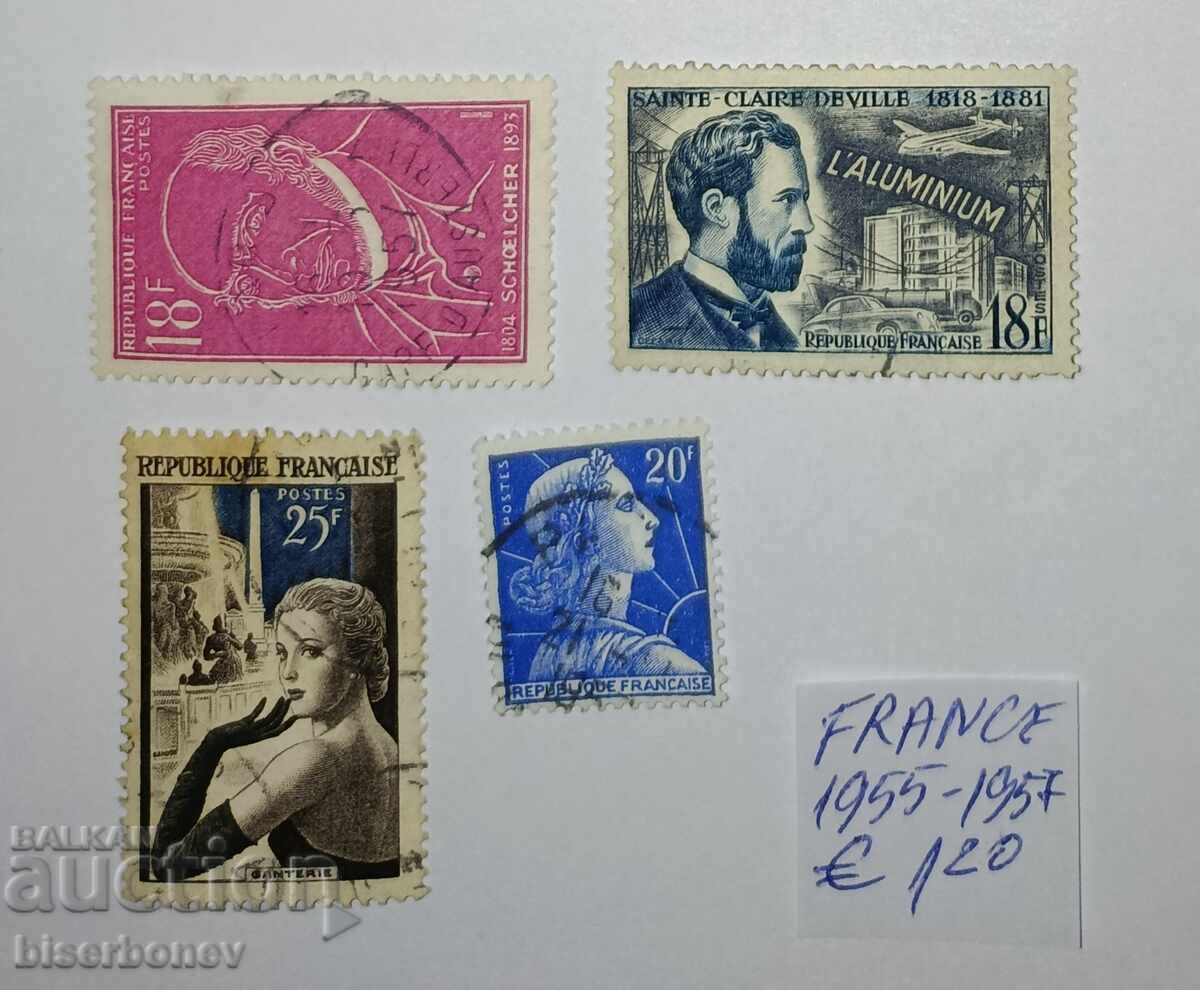 REPUBLIQUE FRANÇAISE
POSTES
18F
1804 SCHŒLCHER 1893
SAINTE-CLAIRE DEVILLE 1818-1881
L'ALUMINIUM
POSTES
REPUBLIQUE FRANÇAISE 18F
REPUBLIQUE FRANÇAISE
POSTES
25F
GANTERIE
POSTES
20F
REPUBLIQUE FRANÇAISE
FRANCE
1955-1957
€ 1,20
BALKAN
auction
biserbonev